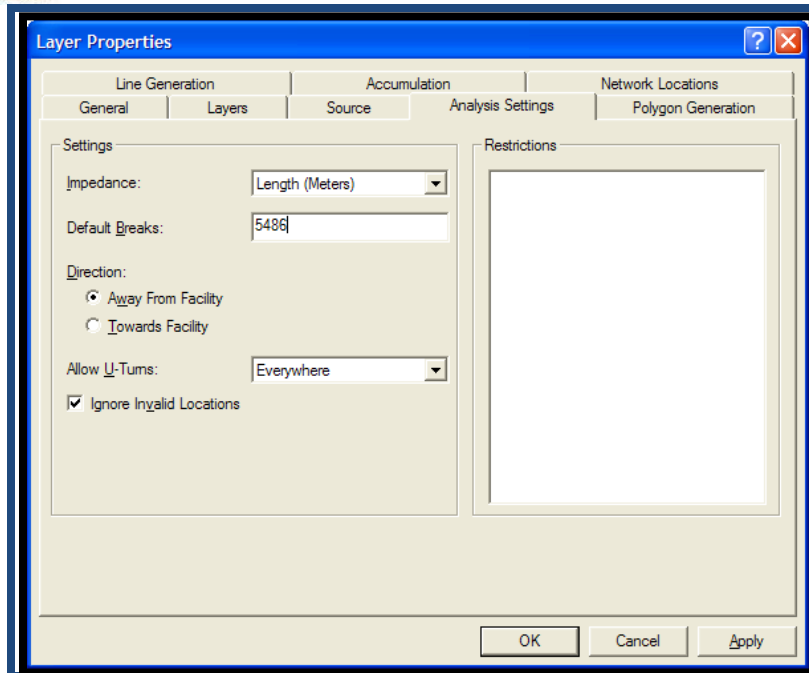 Layer Properties
Line Generation Accumulation Network Locations
General Layers Source Analysis Settings Polygon Generation
Settings
Impedance: Length (Meters)
Default Breaks: 5486
Direction:
Away From Facility
Towards Facility
Allow U-Turns: Everywhere
Ignore Invalid Locations
Restrictions
OK Cancel Apply